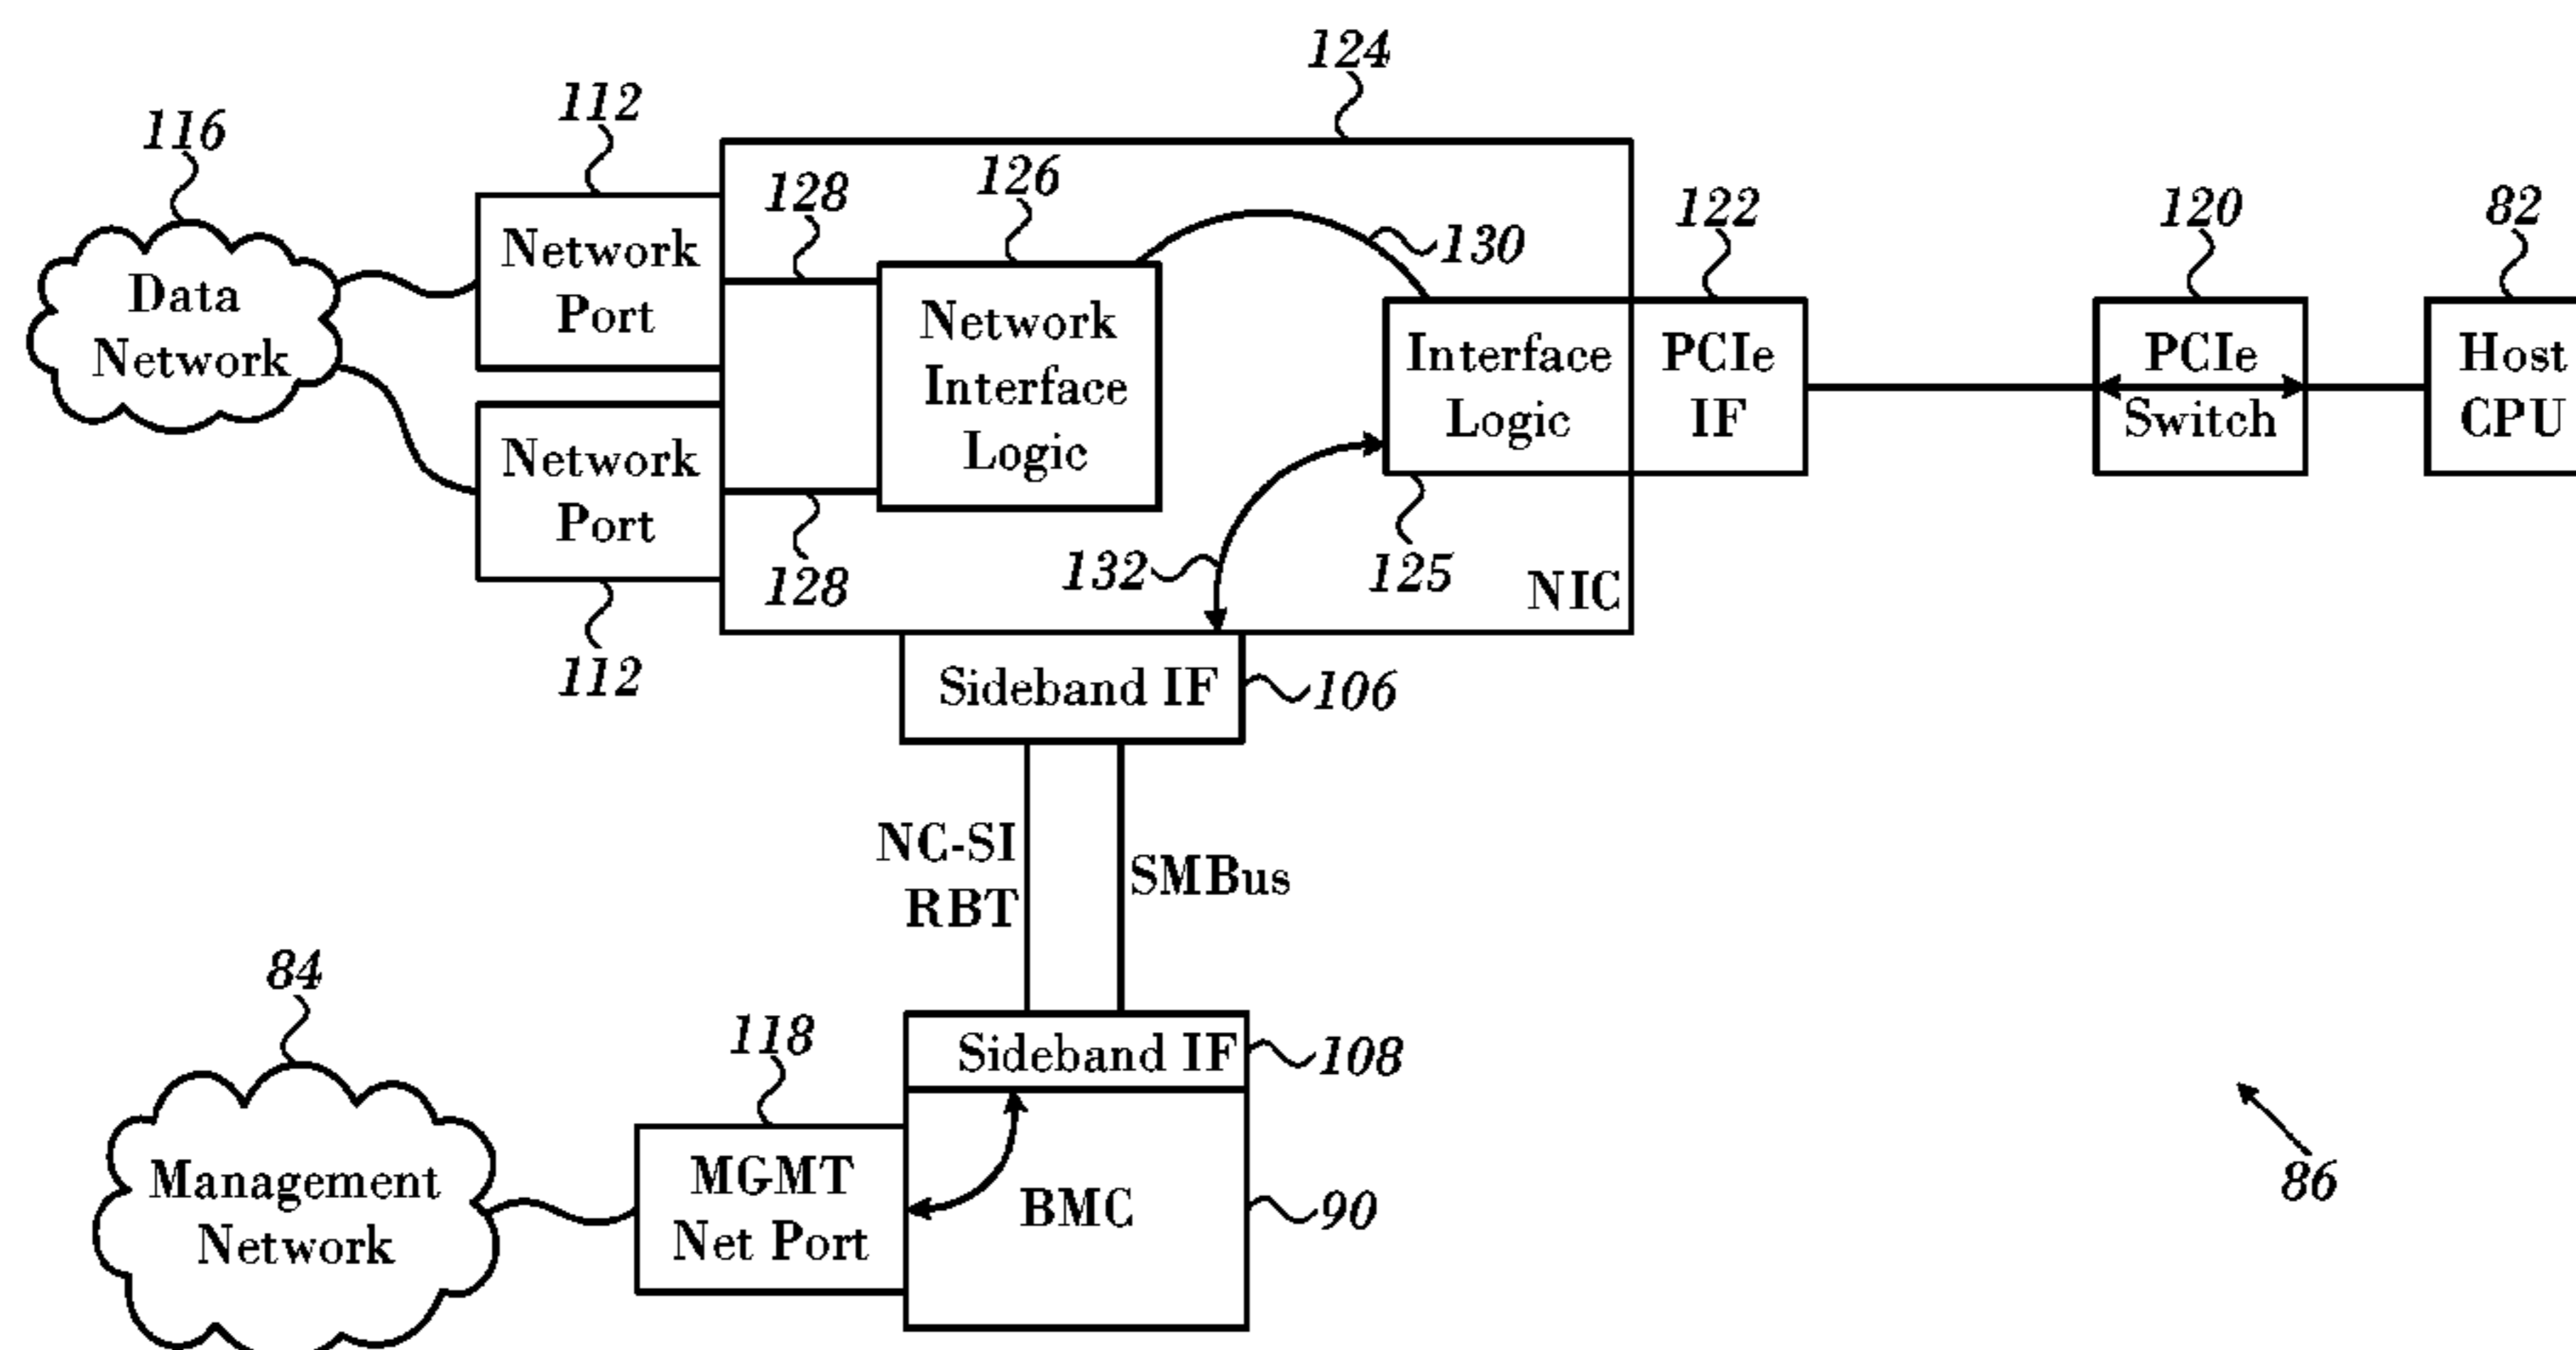 124
112
116
128
126
130
122
120
82
Network
Port
Data
Network
Network
Interface
Logic
Interface
Logic
PCIe
IF
PCIe
Switch
Host
CPU
Network
Port
128
132
125
NIC
112
Sideband IF
106
NC-SI
RBT
SMBus
84
118
Sideband IF
108
Management
Network
MGMT
Net Port
BMC
90
86